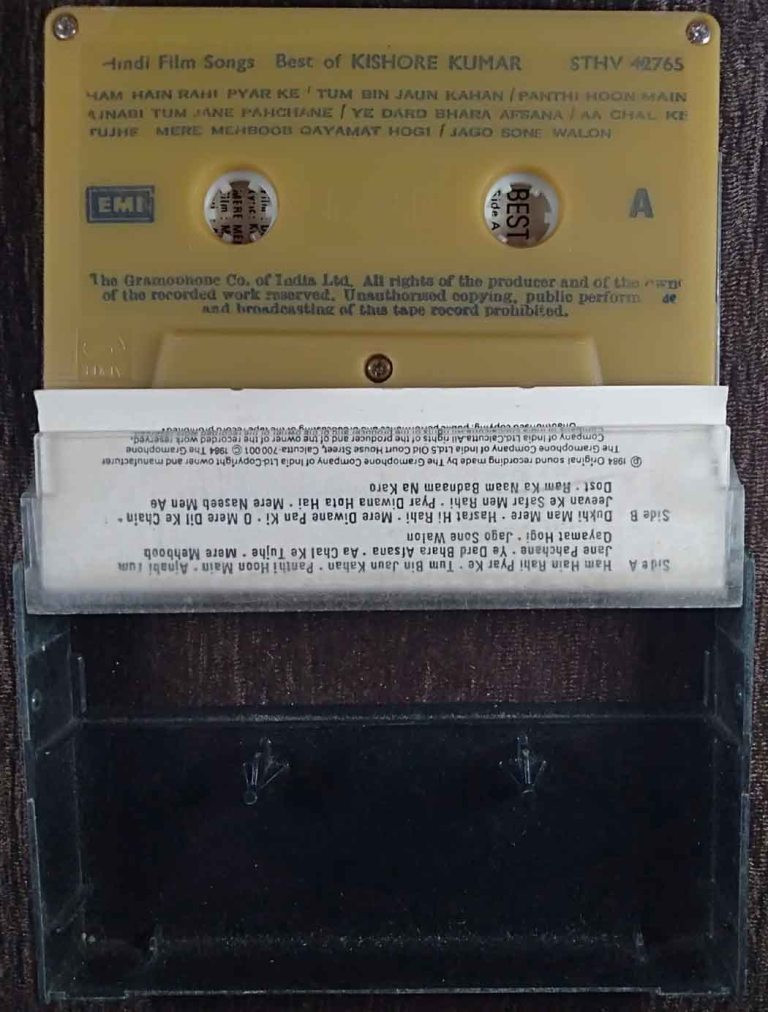 Hindi Film Songs Best of KISHORE KUMAR STHV 42765
HAM HAIN RAHI PYAR KE / TUM BIN JAUN KAHAN / PANTHI HOON MAIN
AJNABI TUM JANE PAHCHANE / YE DARD BHARA AFSANA / AA CHAL KE
TUJHE MERE MEHBOOB QAYAMAT HOGI / JAGO SONE WALON
EMI
A
BEST
Side A
The Gramophone Co. of India Ltd. All rights of the producer and of the owner
of the recorded work reserved. Unauthorised copying, public perform
and broadcasting of this tape record prohibited.
Side A Ham Hain Rahi Pyar Ke · Tum Bin Jaun Kahan · Panthi Hoon Main · Ajnabi Tum
Jane Pahchane · Ye Dard Bhara Afsana · Aa Chal Ke Tujhe · Mere Mehboob
Qayamat Hogi · Jago Sone Walon
Side B Dukhi Man Mere · Hasrat Hi Rahi · Mere Diwane Pan Ki · O Mere Dil Ke Chain ·
Jeevan Ke Safar Men Rahi · Pyar Diwana Hota Hai · Mere Naseeb Men Ae
Dost · Ham Ka Naam Badnaam Na Karo
℗ 1984 Original sound recording made by The Gramophone Company of India Ltd·Copyright owner and manufacturer
The Gramophone Company of India Ltd.5 Old Court House Street, Calcutta-700 001 © 1984 The Gramophone
Company of India Ltd.Calcutta.All rights of the producer and of the owner of the recorded work reserved.